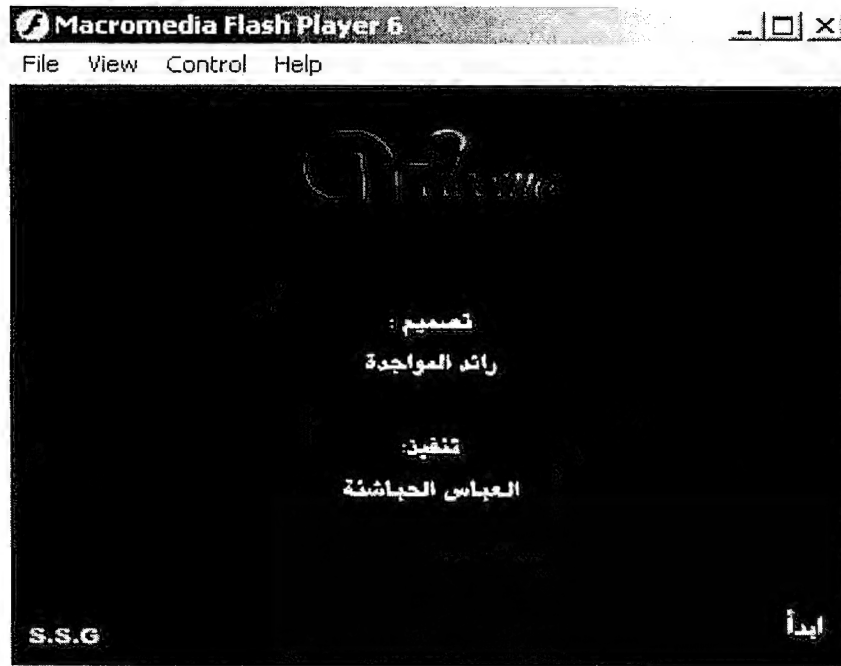 Macromedia Flash Player 6
File View Control Help
تصميم :
رائد المواجدة
تنفيذ:
العباس الحباشنة
S.S.G
ابدأ